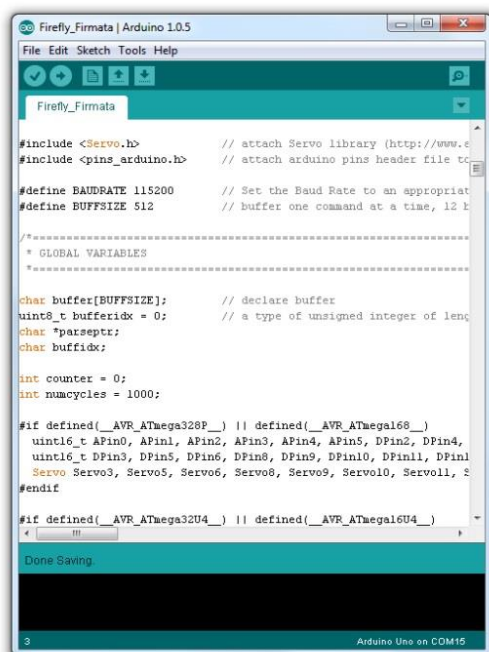 Firefly_Firmata | Arduino 1.0.5
File Edit Sketch Tools Help
Firefly_Firmata
#include <Servo.h> // attach Servo library (http://www.a
#include <pins_arduino.h> // attach arduino pins header file to
#define BAUDRATE 115200 // Set the Baud Rate to an appropriat
#define BUFFSIZE 512 // buffer one command at a time, 12 b
/*==============================================================
* GLOBAL VARIABLES
*==============================================================
char buffer[BUFFSIZE]; // declare buffer
uint8_t bufferidx = 0; // a type of unsigned integer of leng
char *parseptr;
char buffidx;
int counter = 0;
int numcycles = 1000;
#if defined(__AVR_ATmega328P__) || defined(__AVR_ATmega168__)
uint16_t APin0, APin1, APin2, APin3, APin4, APin5, DPin2, DPin4,
uint16_t DPin3, DPin5, DPin6, DPin8, DPin9, DPin10, DPin11, DPin1
Servo Servo3, Servo5, Servo6, Servo8, Servo9, Servo10, Servo11, S
#endif
#if defined(__AVR_ATmega32U4__) || defined(__AVR_ATmega16U4__)
Done Saving.
3 Arduino Uno on COM15